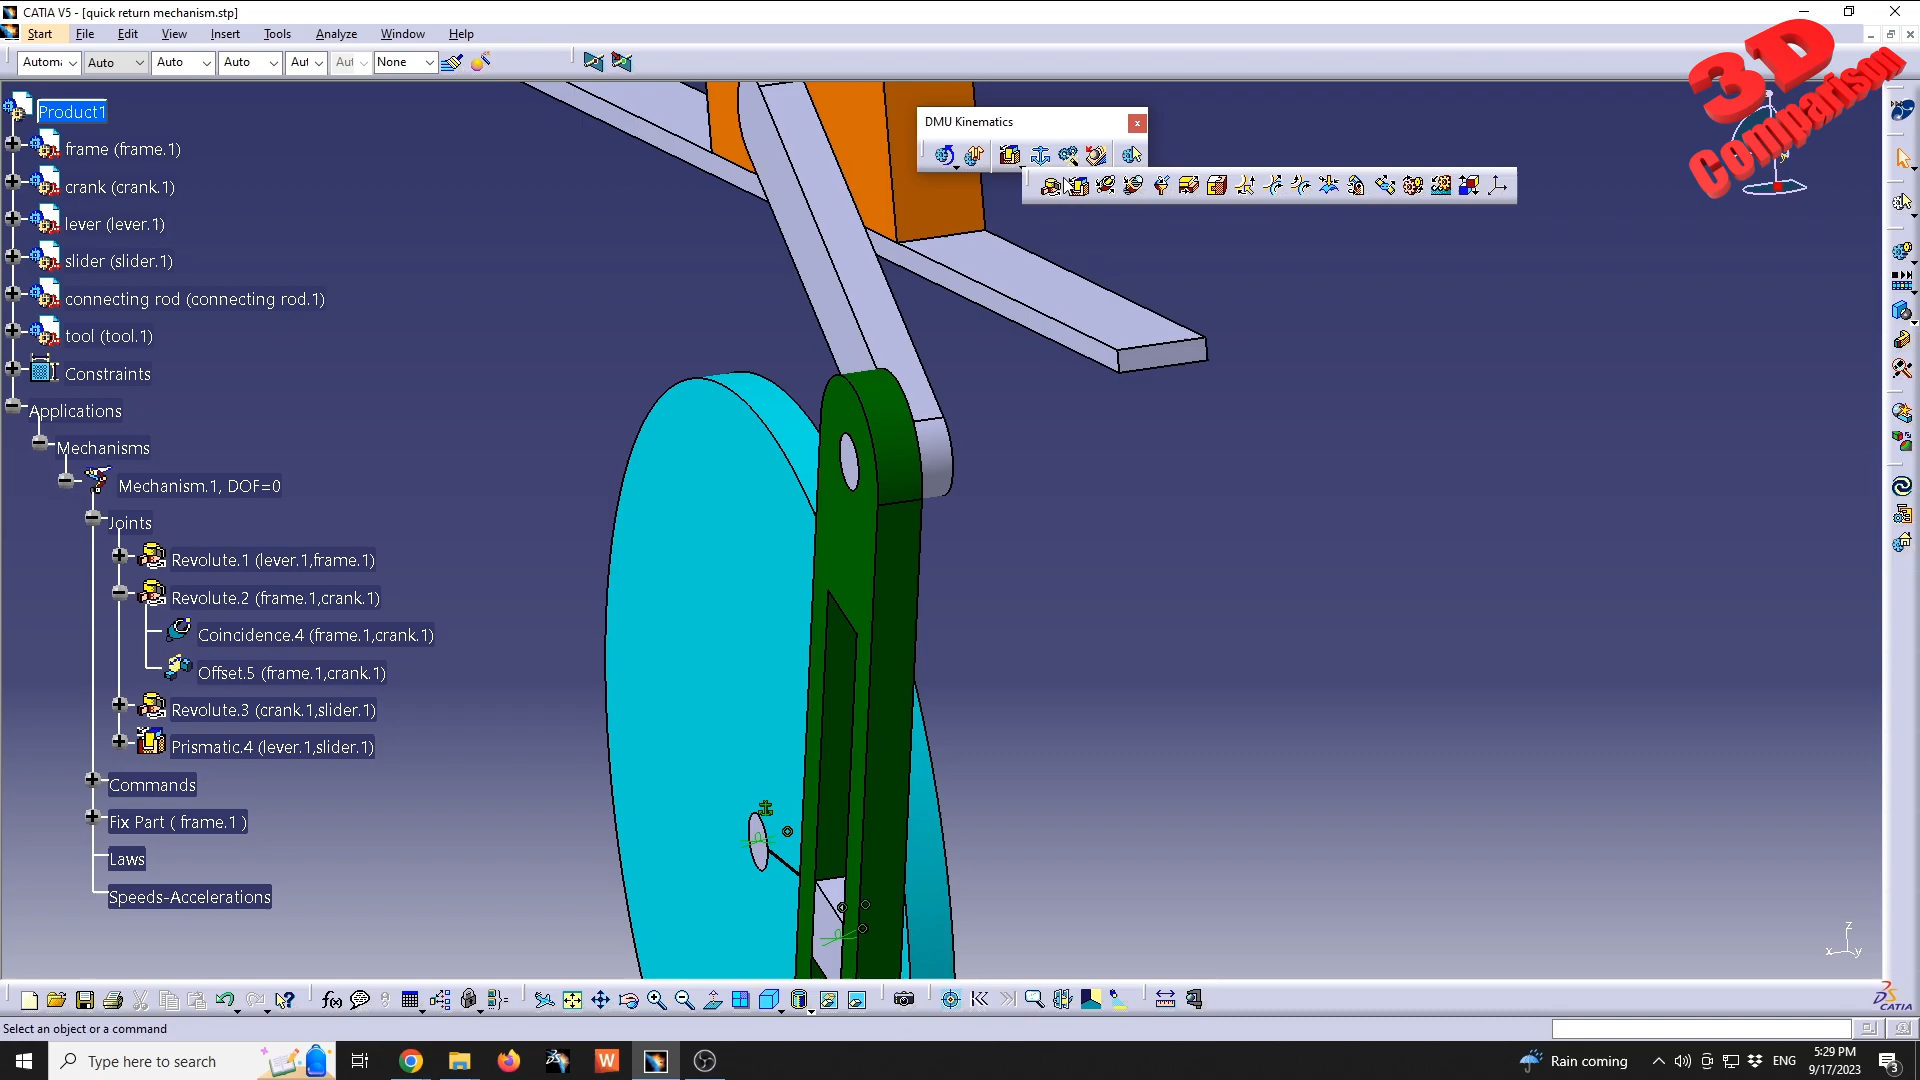 CATIA V5 - [quick return mechanism.stp]
Start File Edit View Insert Tools Analyze Window Help
Automa Auto Auto Auto Aut Aut None
3D
Comparison
DMU Kinematics
Product1
frame (frame.1)
crank (crank.1)
lever (lever.1)
slider (slider.1)
connecting rod (connecting rod.1)
tool (tool.1)
Constraints
Applications
Mechanisms
Mechanism.1, DOF=0
Joints
Revolute.1 (lever.1,frame.1)
Revolute.2 (frame.1,crank.1)
Coincidence.4 (frame.1,crank.1)
Offset.5 (frame.1,crank.1)
Revolute.3 (crank.1,slider.1)
Prismatic.4 (lever.1,slider.1)
Commands
Fix Part ( frame.1 )
Laws
Speeds-Accelerations
z
x y
f(x)
CATIA
Select an object or a command
Type here to search
W
Rain coming
ENG
5:29 PM
9/17/2023
3